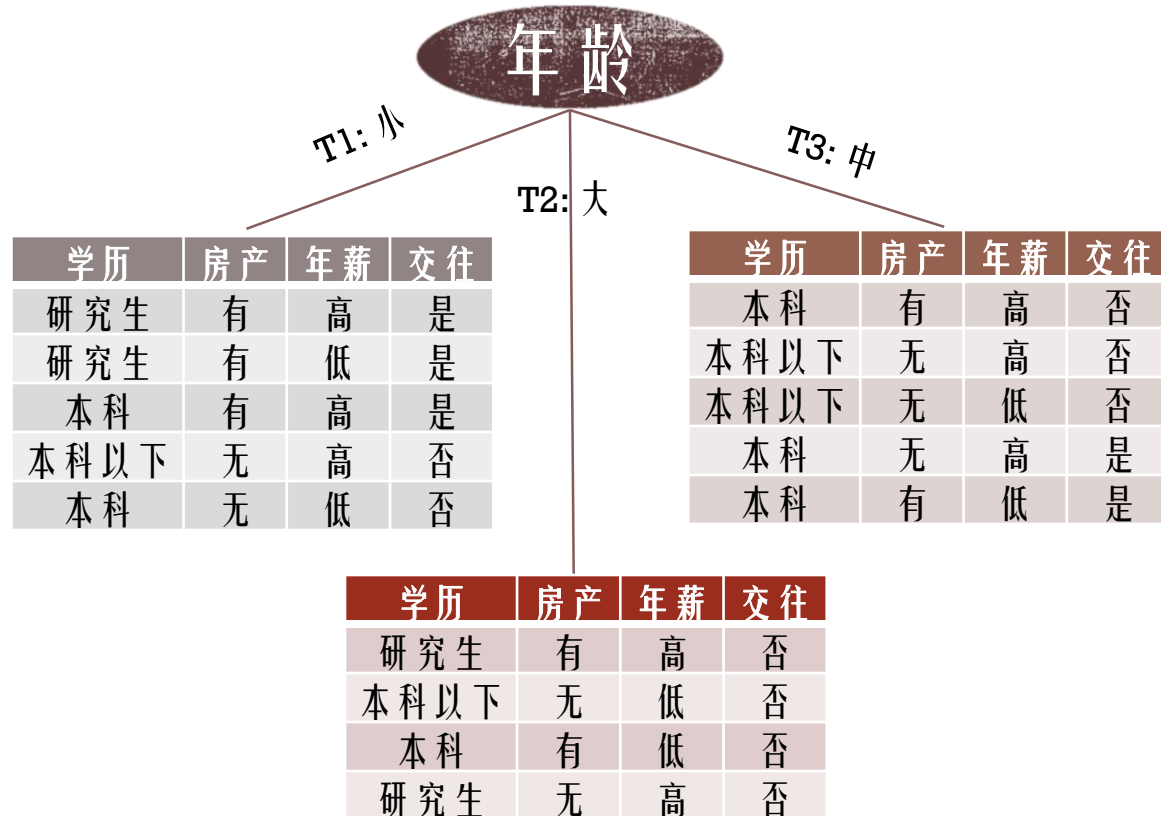 年龄
T1: 小
T2: 大
T3: 中
学历 房产 年薪 交往
研究生 有 高 是
研究生 有 低 是
本科 有 高 是
本科以下 无 高 否
本科 无 低 否
学历 房产 年薪 交往
本科 有 高 否
本科以下 无 高 否
本科以下 无 低 否
本科 无 高 是
本科 有 低 是
学历 房产 年薪 交往
研究生 有 高 否
本科以下 无 低 否
本科 有 低 否
研究生 无 高 否